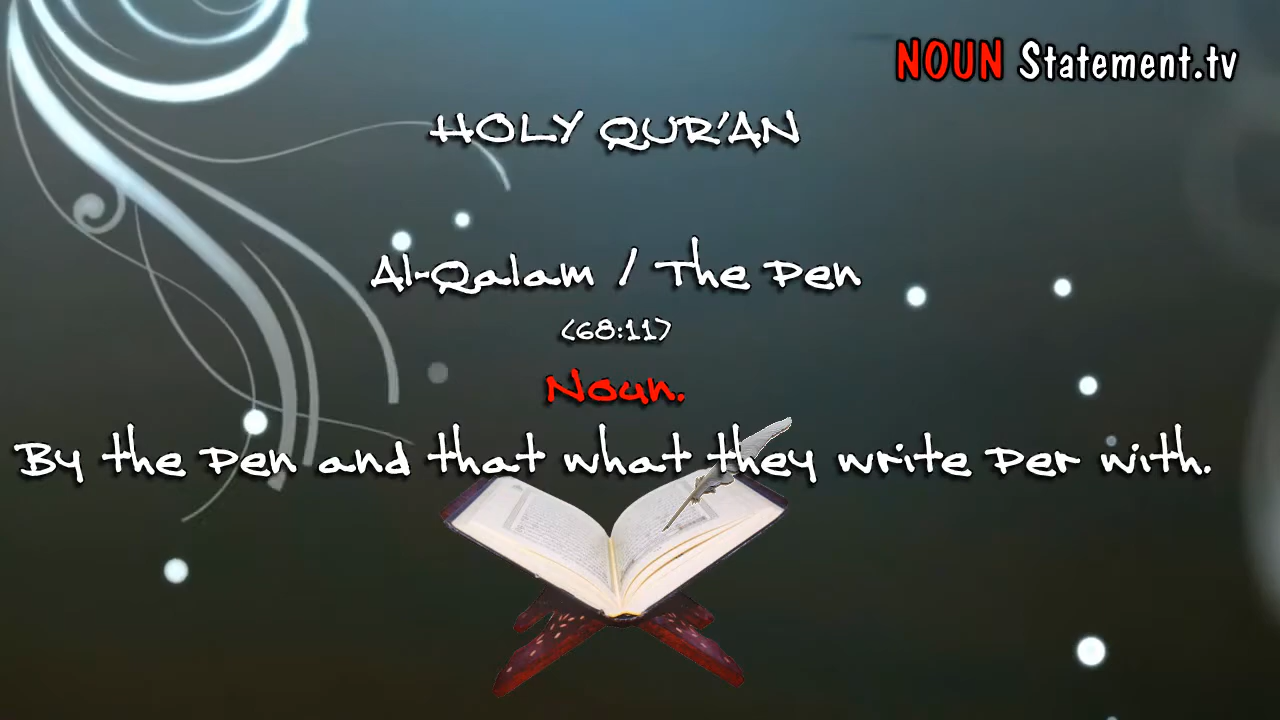 NOUN Statement.tv
HOLY QUR'AN
Al-Qalam / The Pen
(68:11)
Noun.
By the Pen and that what they write Per with.